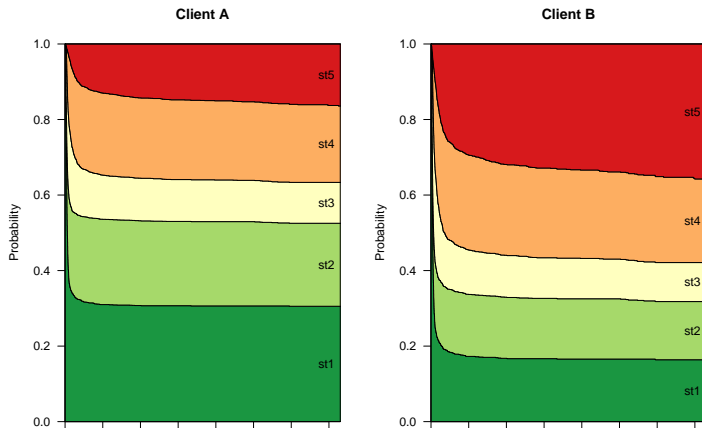 Client A
Probability
1.0
0.8
0.6
0.4
0.2
0.0
st5
st4
st3
st2
st1
Client B
Probability
1.0
0.8
0.6
0.4
0.2
0.0
st5
st4
st3
st2
st1